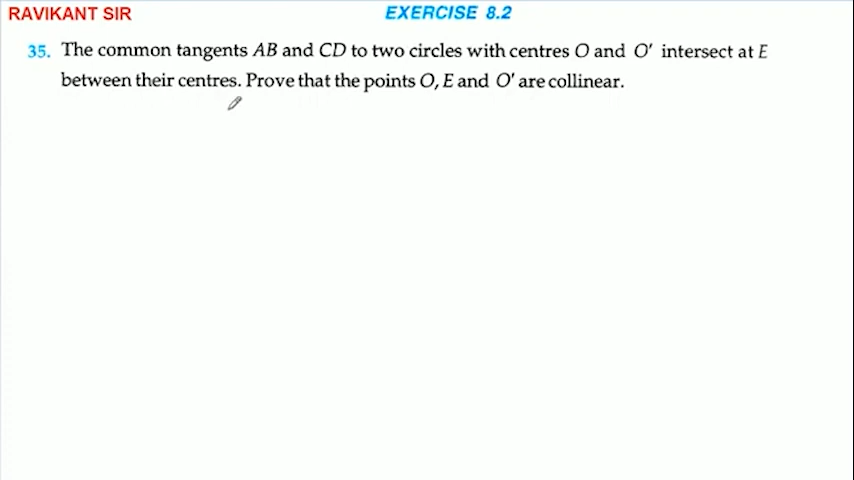 RAVIKANT SIR
EXERCISE 8.2
35. The common tangents AB and CD to two circles with centres O and O' intersect at E
between their centres. Prove that the points O, E and O' are collinear.